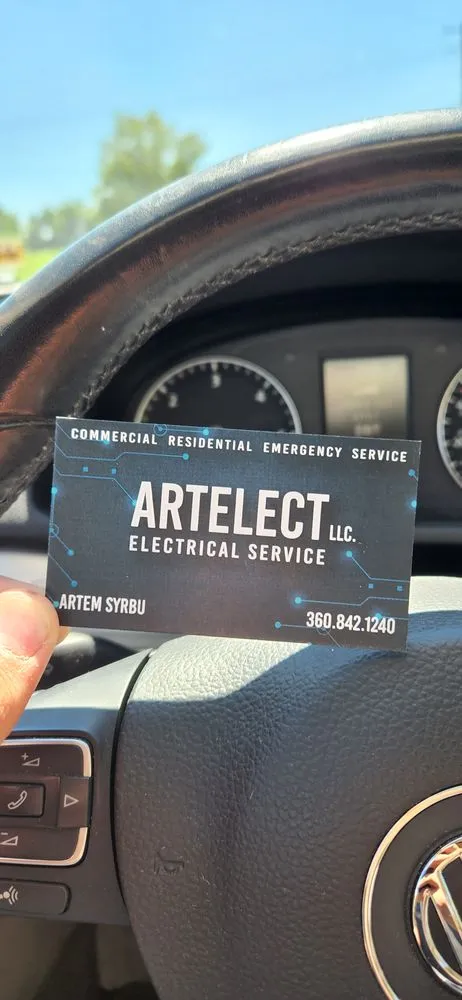 COMMERCIAL RESIDENTIAL EMERGENCY SERVICE
ARTELECT LLC.
ELECTRICAL SERVICE
ARTEM SYRBU
360.842.1240